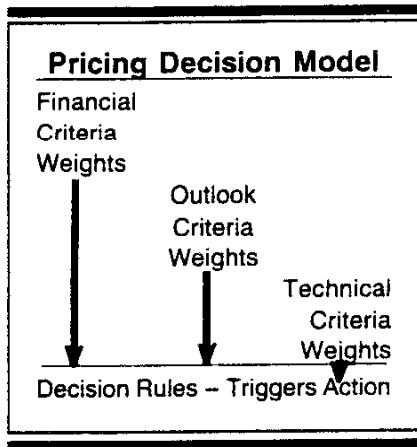 Pricing Decision Model
Financial
Criteria
Weights
Outlook
Criteria
Weights
Technical
Criteria
Weights
Decision Rules – Triggers Action